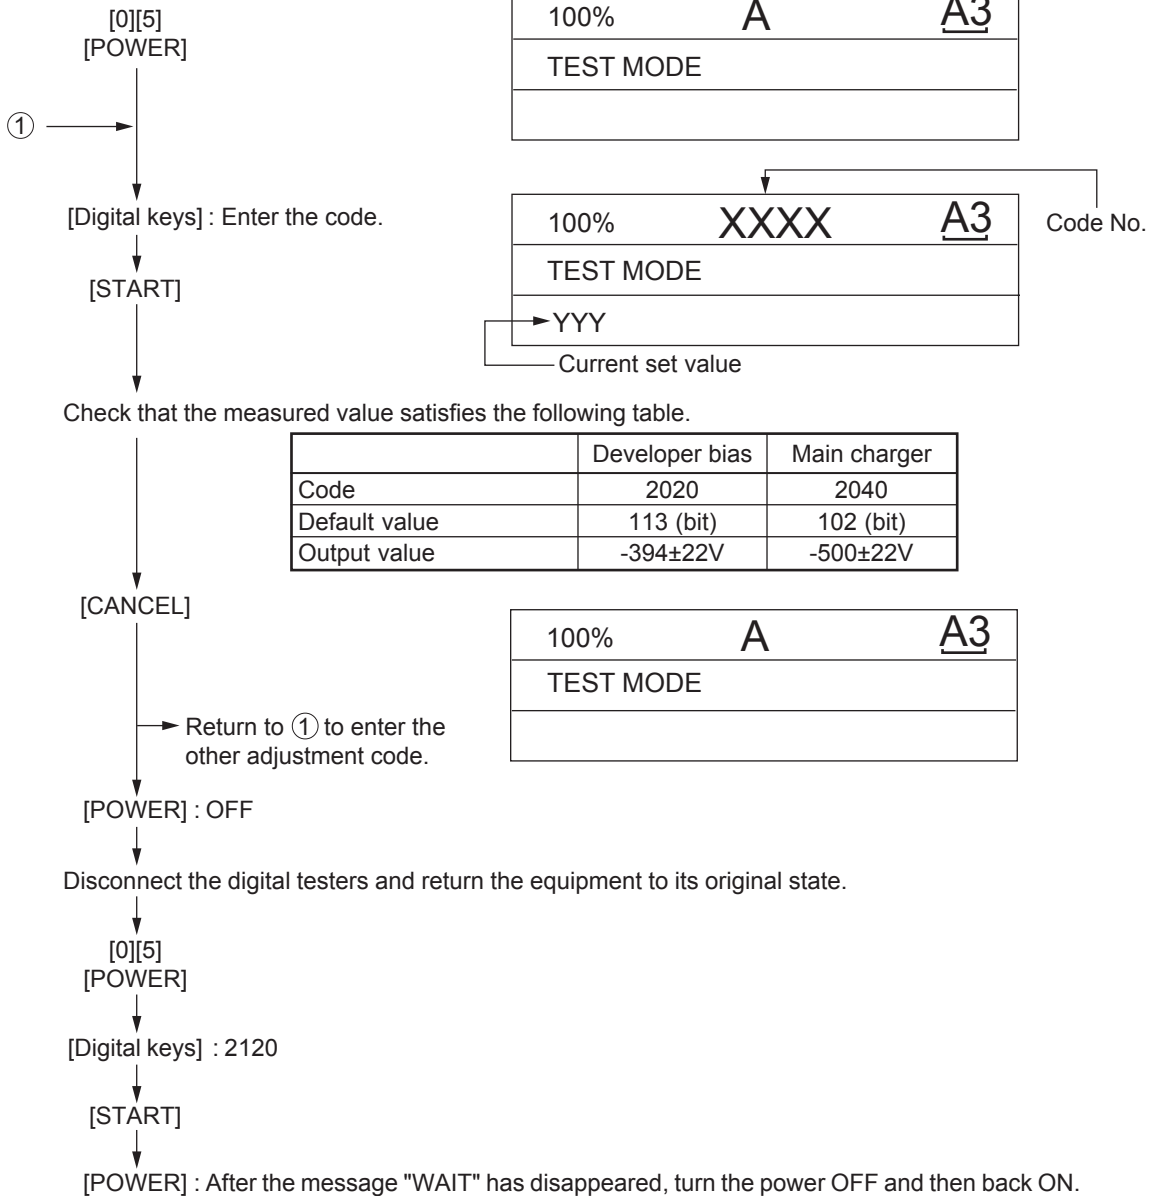 [0][5]
[POWER]
100% A A3
TEST MODE
①
[Digital keys] : Enter the code.
100% XXXX A3
Code No.
TEST MODE
[START]
YYY
Current set value
Check that the measured value satisfies the following table.
Developer bias Main charger
Code 2020 2040
Default value 113 (bit) 102 (bit)
Output value -394±22V -500±22V
[CANCEL]
100% A A3
TEST MODE
Return to ① to enter the
other adjustment code.
[POWER] : OFF
Disconnect the digital testers and return the equipment to its original state.
[0][5]
[POWER]
[Digital keys] : 2120
[START]
[POWER] : After the message "WAIT" has disappeared, turn the power OFF and then back ON.